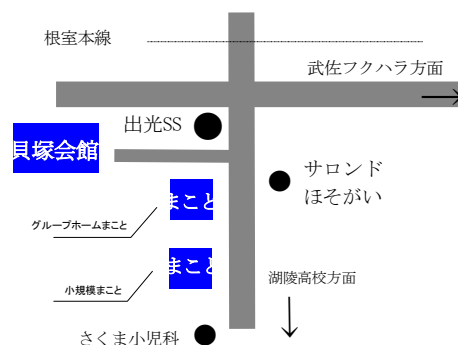 根室本線
武佐フクハラ方面
出光SS
貝塚会館
サロンド
ほそがい
まこと
グループホームまこと
まこと
小規模まこと
湖陵高校方面
さくま小児科